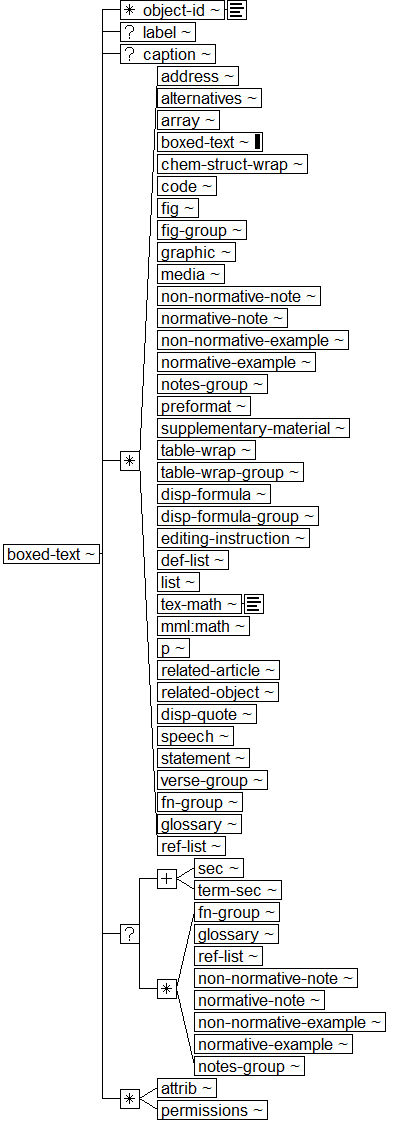 * object-id ~
? label ~
? caption ~
address ~
alternatives ~
array ~
boxed-text ~
chem-struct-wrap ~
code ~
fig ~
fig-group ~
graphic ~
media ~
non-normative-note ~
normative-note ~
non-normative-example ~
normative-example ~
notes-group ~
preformat ~
supplementary-material ~
*
table-wrap ~
table-wrap-group ~
disp-formula ~
disp-formula-group ~
editing-instruction ~
boxed-text ~
def-list ~
list ~
tex-math ~
mml:math ~
p ~
related-article ~
related-object ~
disp-quote ~
speech ~
statement ~
verse-group ~
fn-group ~
glossary ~
ref-list ~
sec ~
+
term-sec ~
fn-group ~
?
glossary ~
ref-list ~
non-normative-note ~
*
normative-note ~
non-normative-example ~
normative-example ~
notes-group ~
attrib ~
*
permissions ~